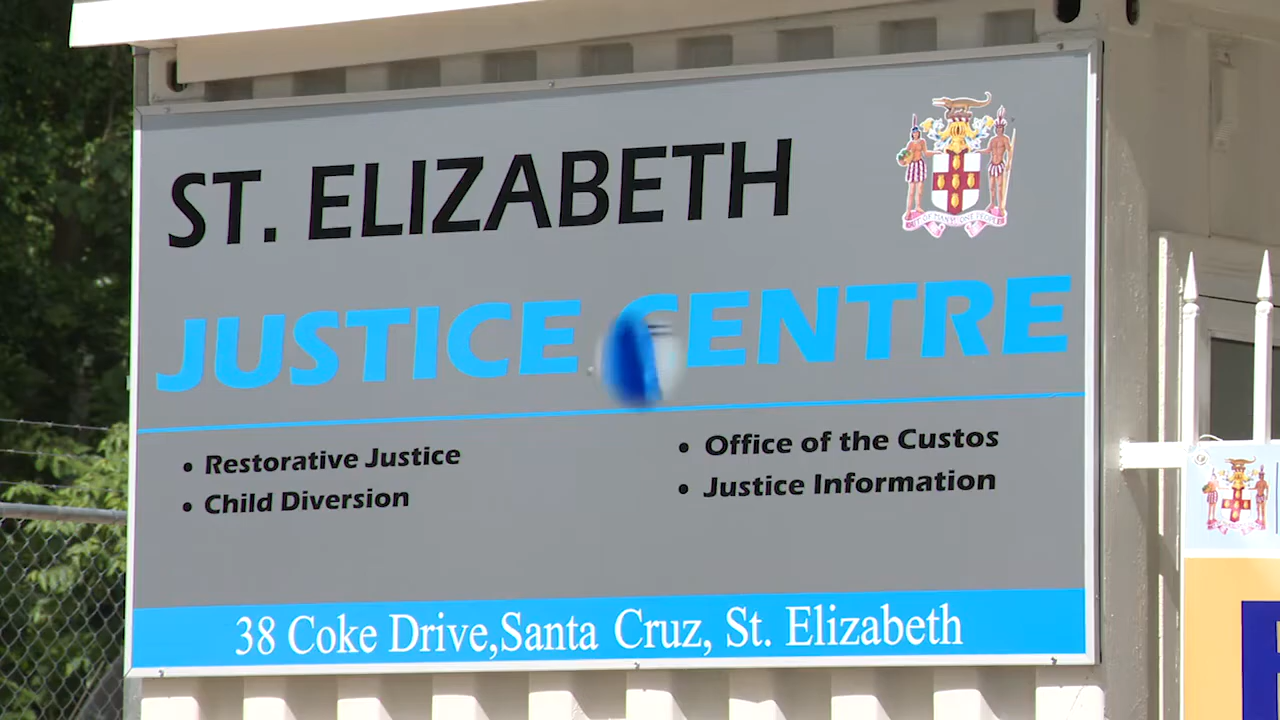 ST. ELIZABETH
JUSTICE CENTRE
• Restorative Justice
• Child Diversion
• Office of the Custos
• Justice Information
38 Coke Drive,Santa Cruz, St. Elizabeth